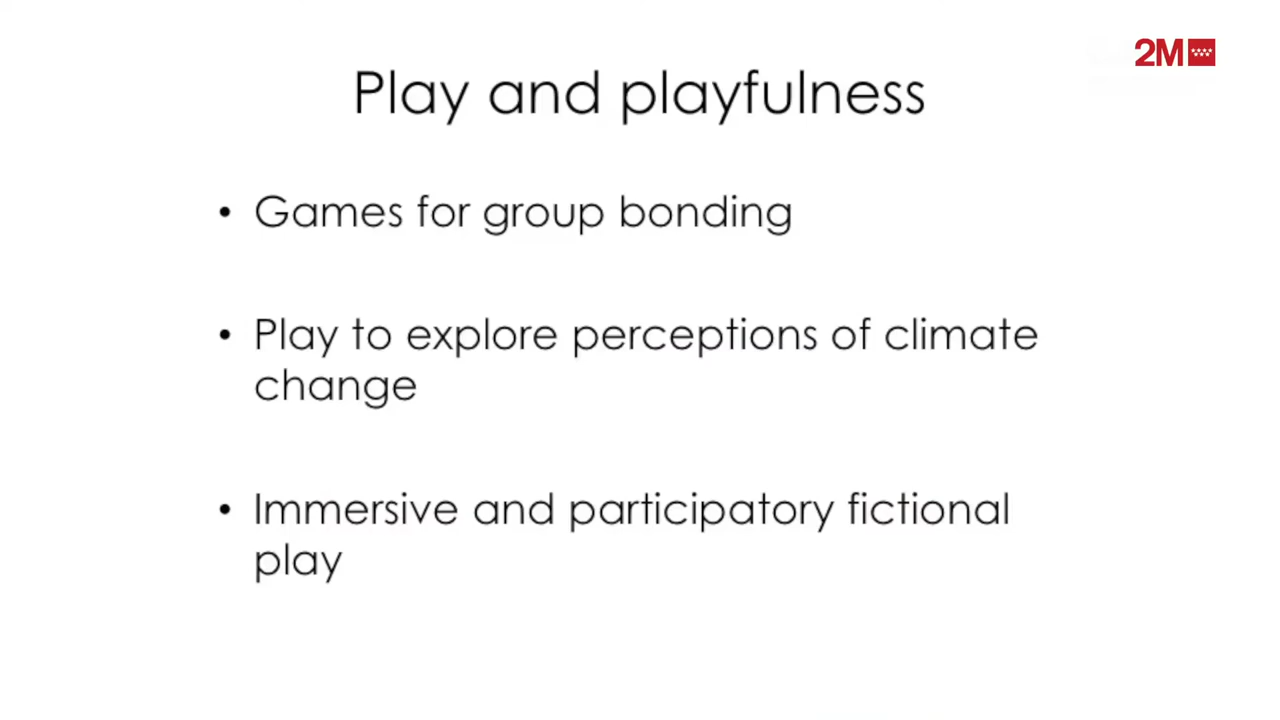 2M
Play and playfulness
• Games for group bonding
• Play to explore perceptions of climate
change
• Immersive and participatory fictional
play